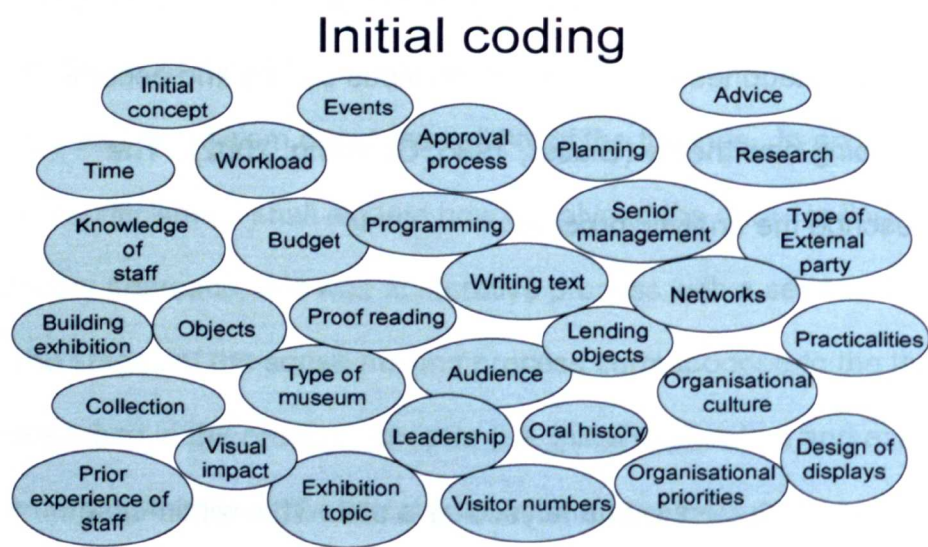 Initial coding
Initial
concept
Events
Advice
Time
Workload
Approval
process
Planning
Research
Knowledge
of
staff
Budget
Programming
Senior
management
Type of
External
party
Writing text
Networks
Building
exhibition
Objects
Proof reading
Lending
objects
Practicalities
Type of
museum
Audience
Organisational
culture
Collection
Visual
impact
Leadership
Oral history
Design of
displays
Prior
experience of
staff
Exhibition
topic
Visitor numbers
Organisational
priorities